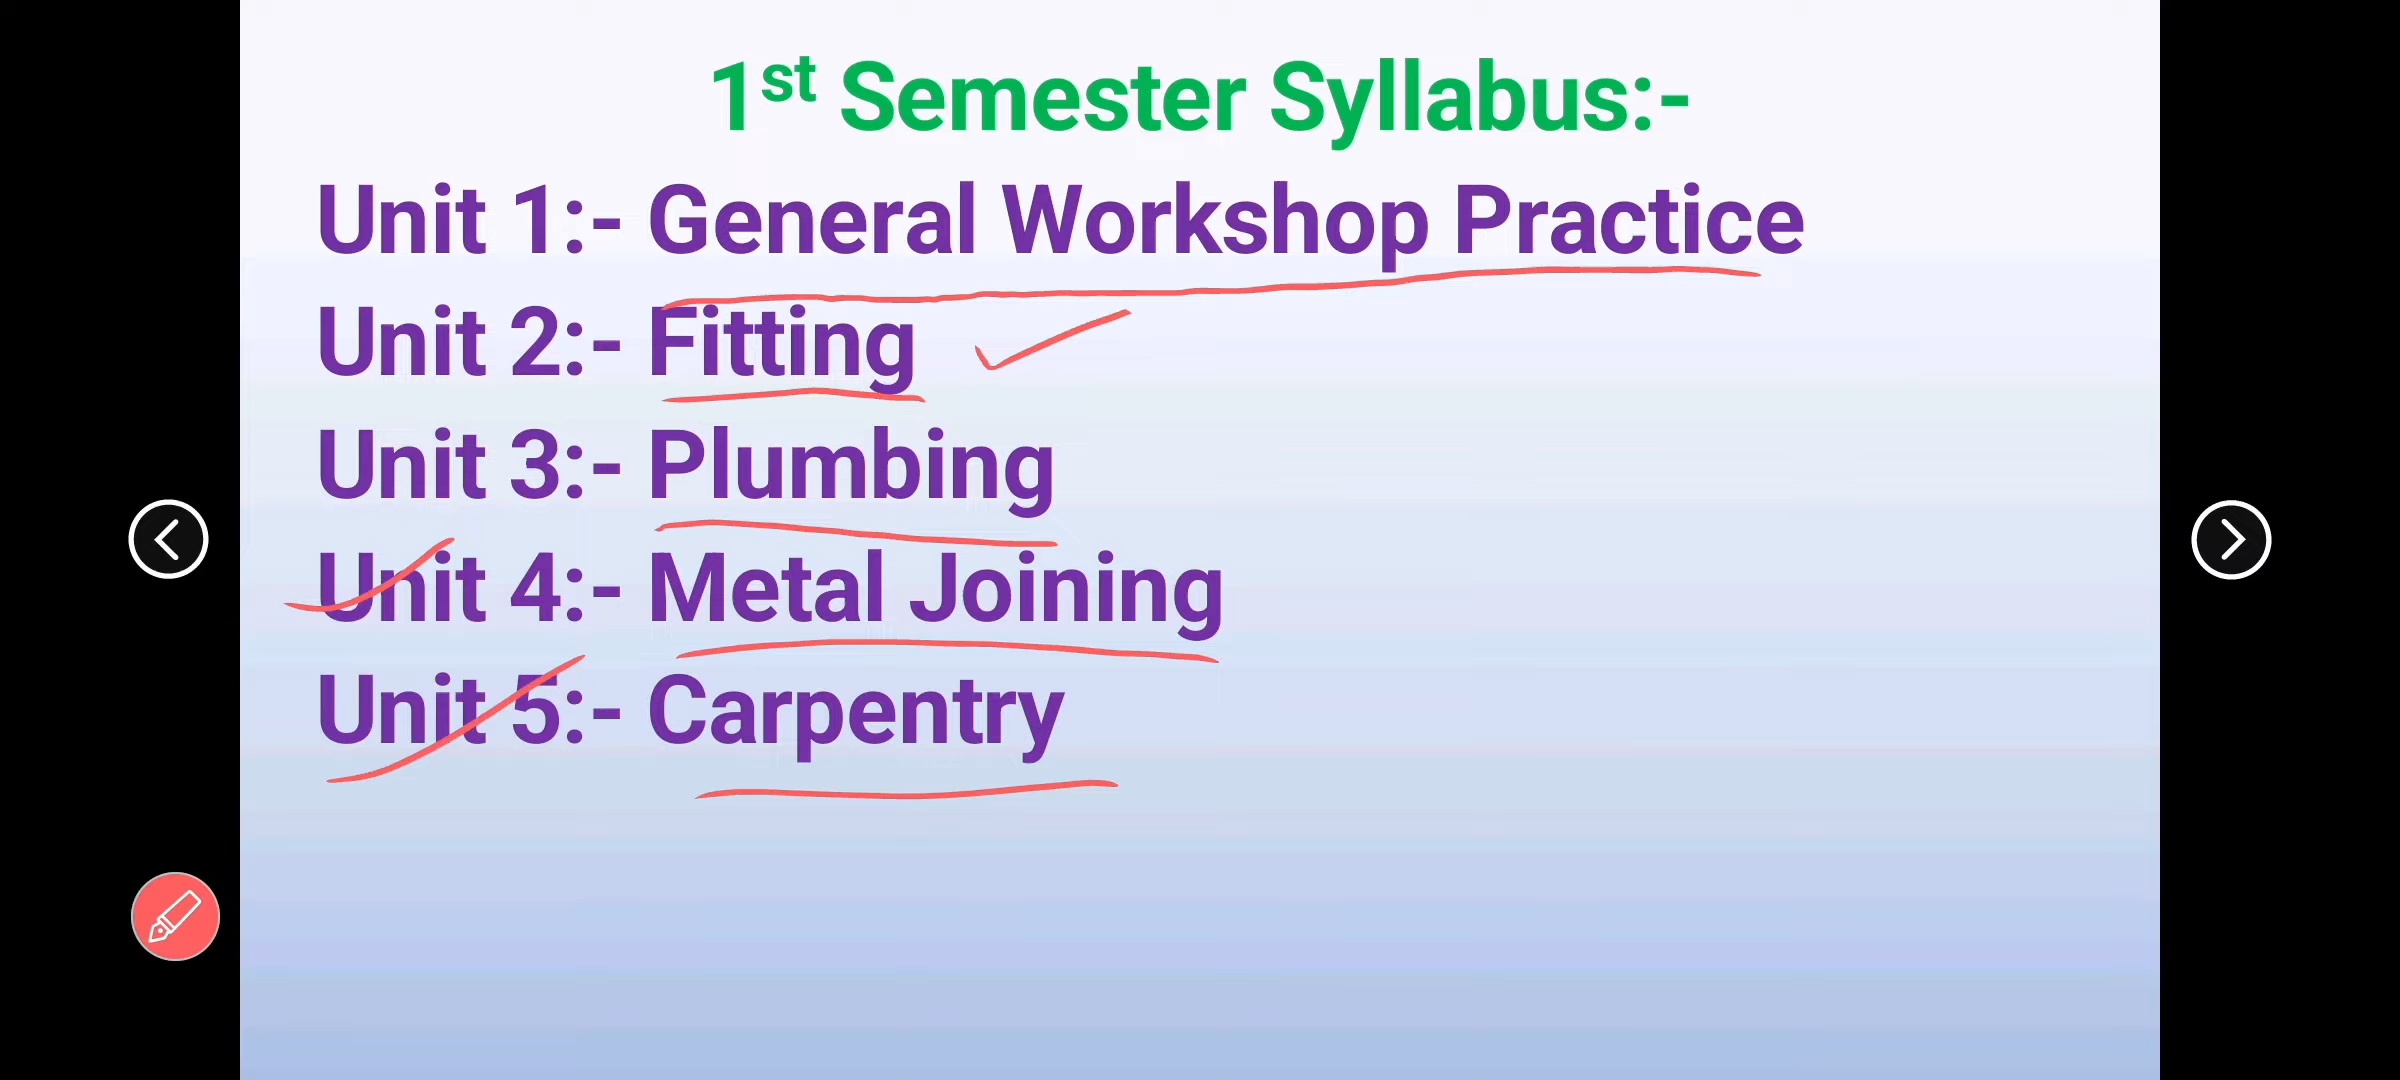 1st Semester Syllabus:-
Unit 1:- General Workshop Practice
Unit 2:- Fitting
Unit 3:- Plumbing
Unit 4:- Metal Joining
Unit 5:- Carpentry